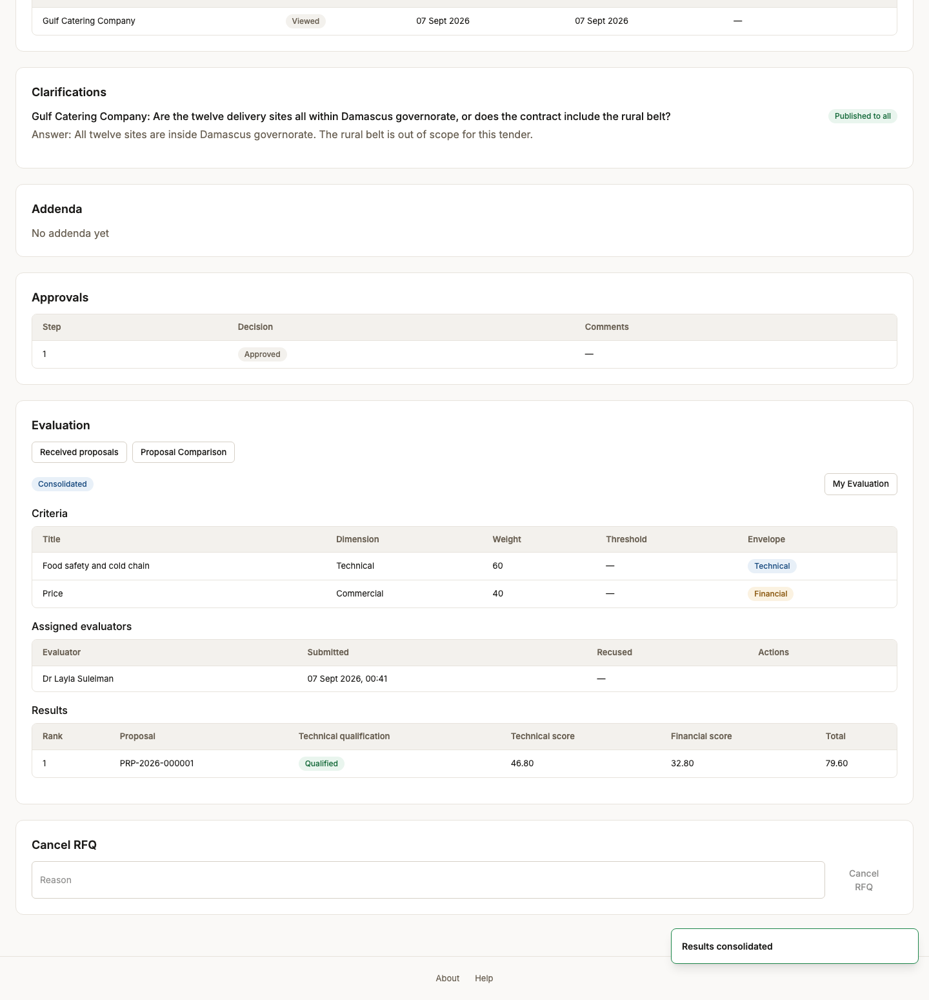 Gulf Catering Company Viewed 07 Sept 2026 07 Sept 2026 —
Clarifications
Gulf Catering Company: Are the twelve delivery sites all within Damascus governorate, or does the contract include the rural belt? Published to all
Answer: All twelve sites are inside Damascus governorate. The rural belt is out of scope for this tender.
Addenda
No addenda yet
Approvals
Step Decision Comments
1 Approved —
Evaluation
Received proposals Proposal Comparison
Consolidated My Evaluation
Criteria
Title Dimension Weight Threshold Envelope
Food safety and cold chain Technical 60 — Technical
Price Commercial 40 — Financial
Assigned evaluators
Evaluator Submitted Recused Actions
Dr Layla Suleiman 07 Sept 2026, 00:41 —
Results
Rank Proposal Technical qualification Technical score Financial score Total
1 PRP-2026-000001 Qualified 46.80 32.80 79.60
Cancel RFQ
Reason
Cancel
RFQ
Results consolidated
About Help